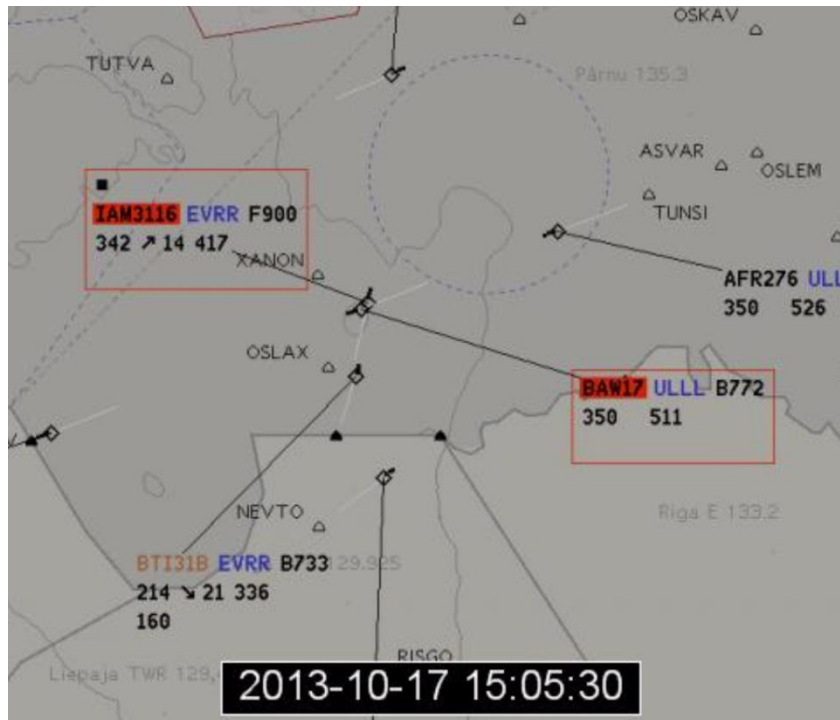 OSKAV
TUTVA
Pärnu 135.3
ASVAR
OSLEM
IAM3116 EVRR F900
342 ↗ 14 417
TUNSI
XANON
AFR276
350 526
OSLAX
BAW17 ULLL B772
350 511
NEVTO
Riga E 133.2
BTI31B EVRR B733 129.925
214 ↘ 21 336
160
RISGO
Liepaja TWR 129,
2013-10-17 15:05:30